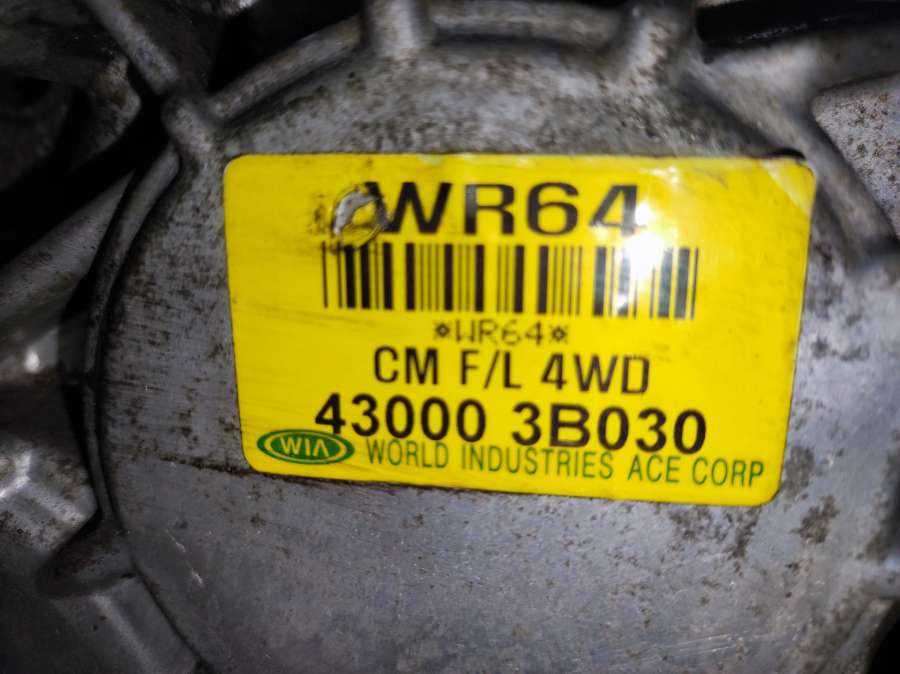 WR64
*WR64*
CM F/L 4WD
43000 3B030
WIA WORLD INDUSTRIES ACE CORP